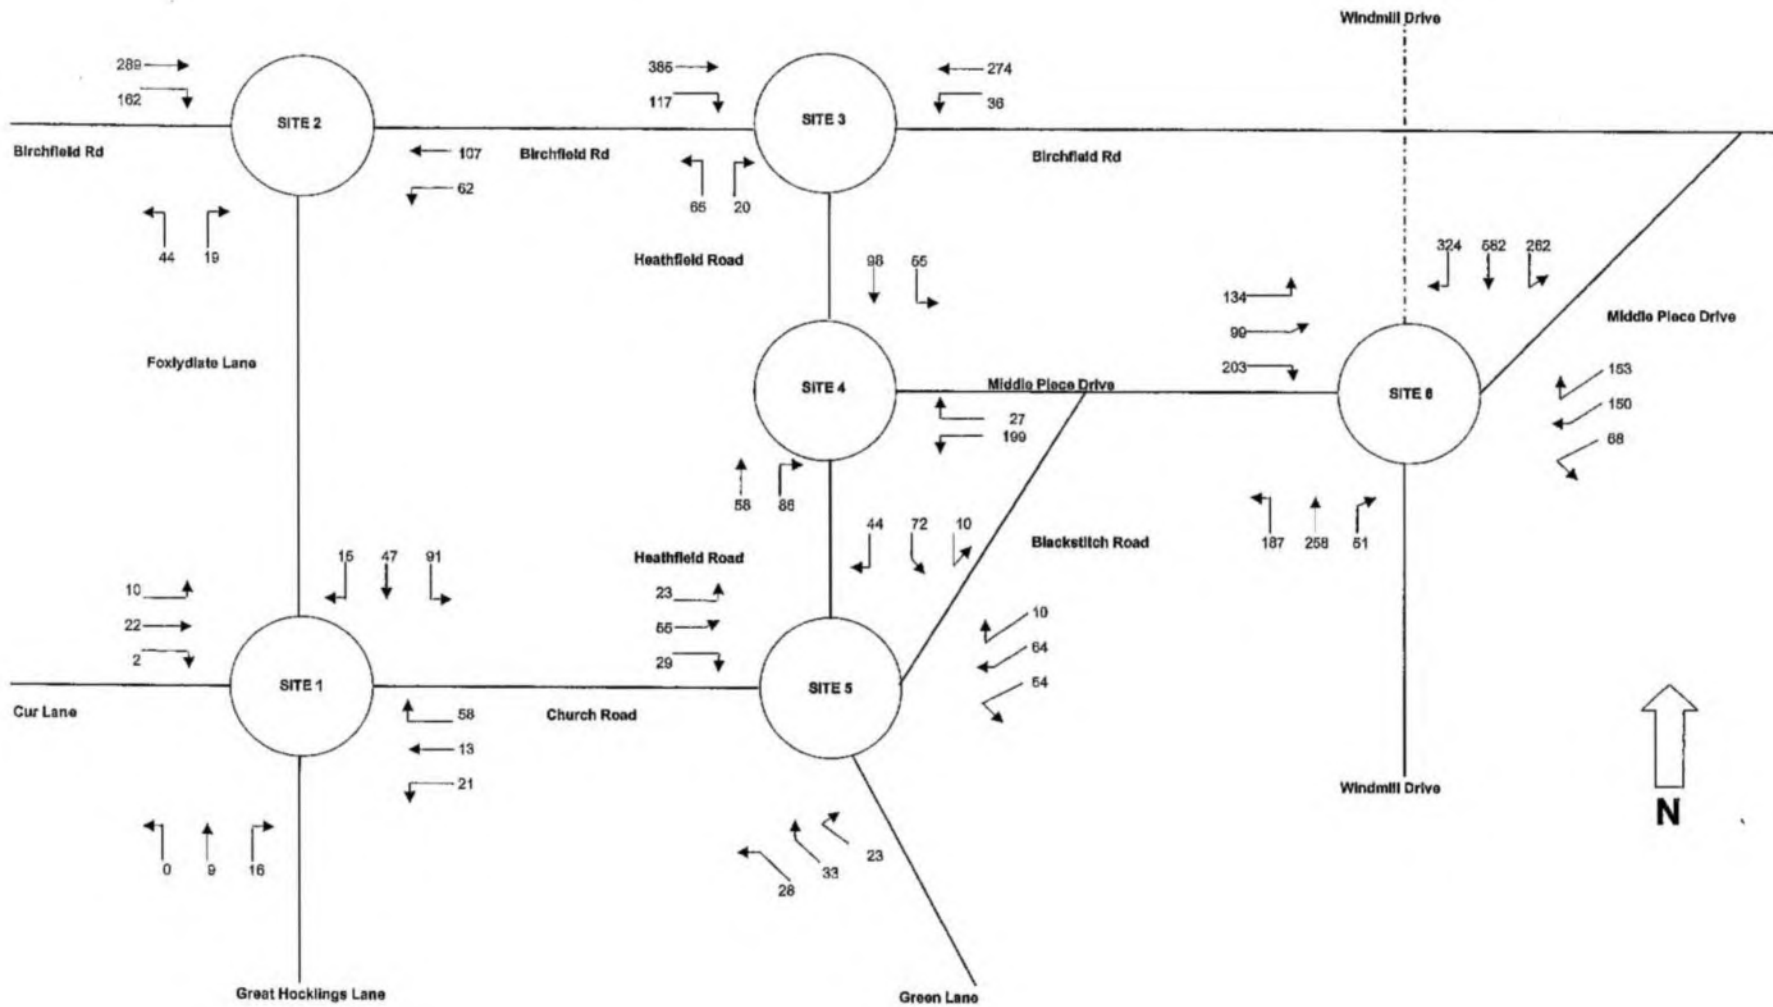 Windmill Drive
289
162
SITE 2
107
62
Birchfield Rd
44 19
385
117
SITE 3
274
36
Birchfield Rd
65 20
Birchfield Rd
Heathfield Road
98 55
Foxlydiate Lane
SITE 4
Middle Piece Drive
27
199
58 86
134
99
203
324 582 262
SITE 6
Middle Piece Drive
153
150
68
187 258 51
15 47 91
10
22
2
SITE 1
Cur Lane
58
13
21
Church Road
0 9 16
Great Hocklings Lane
Heathfield Road
44 72 10
Blackstitch Road
23
55
29
SITE 5
10
64
54
28 33 23
Green Lane
Windmill Drive
N